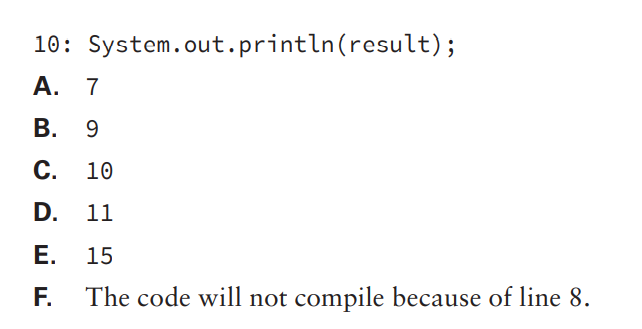 10: System.out.println(result);
A. 7
B. 9
C. 10
D. 11
E. 15
F. The code will not compile because of line 8.